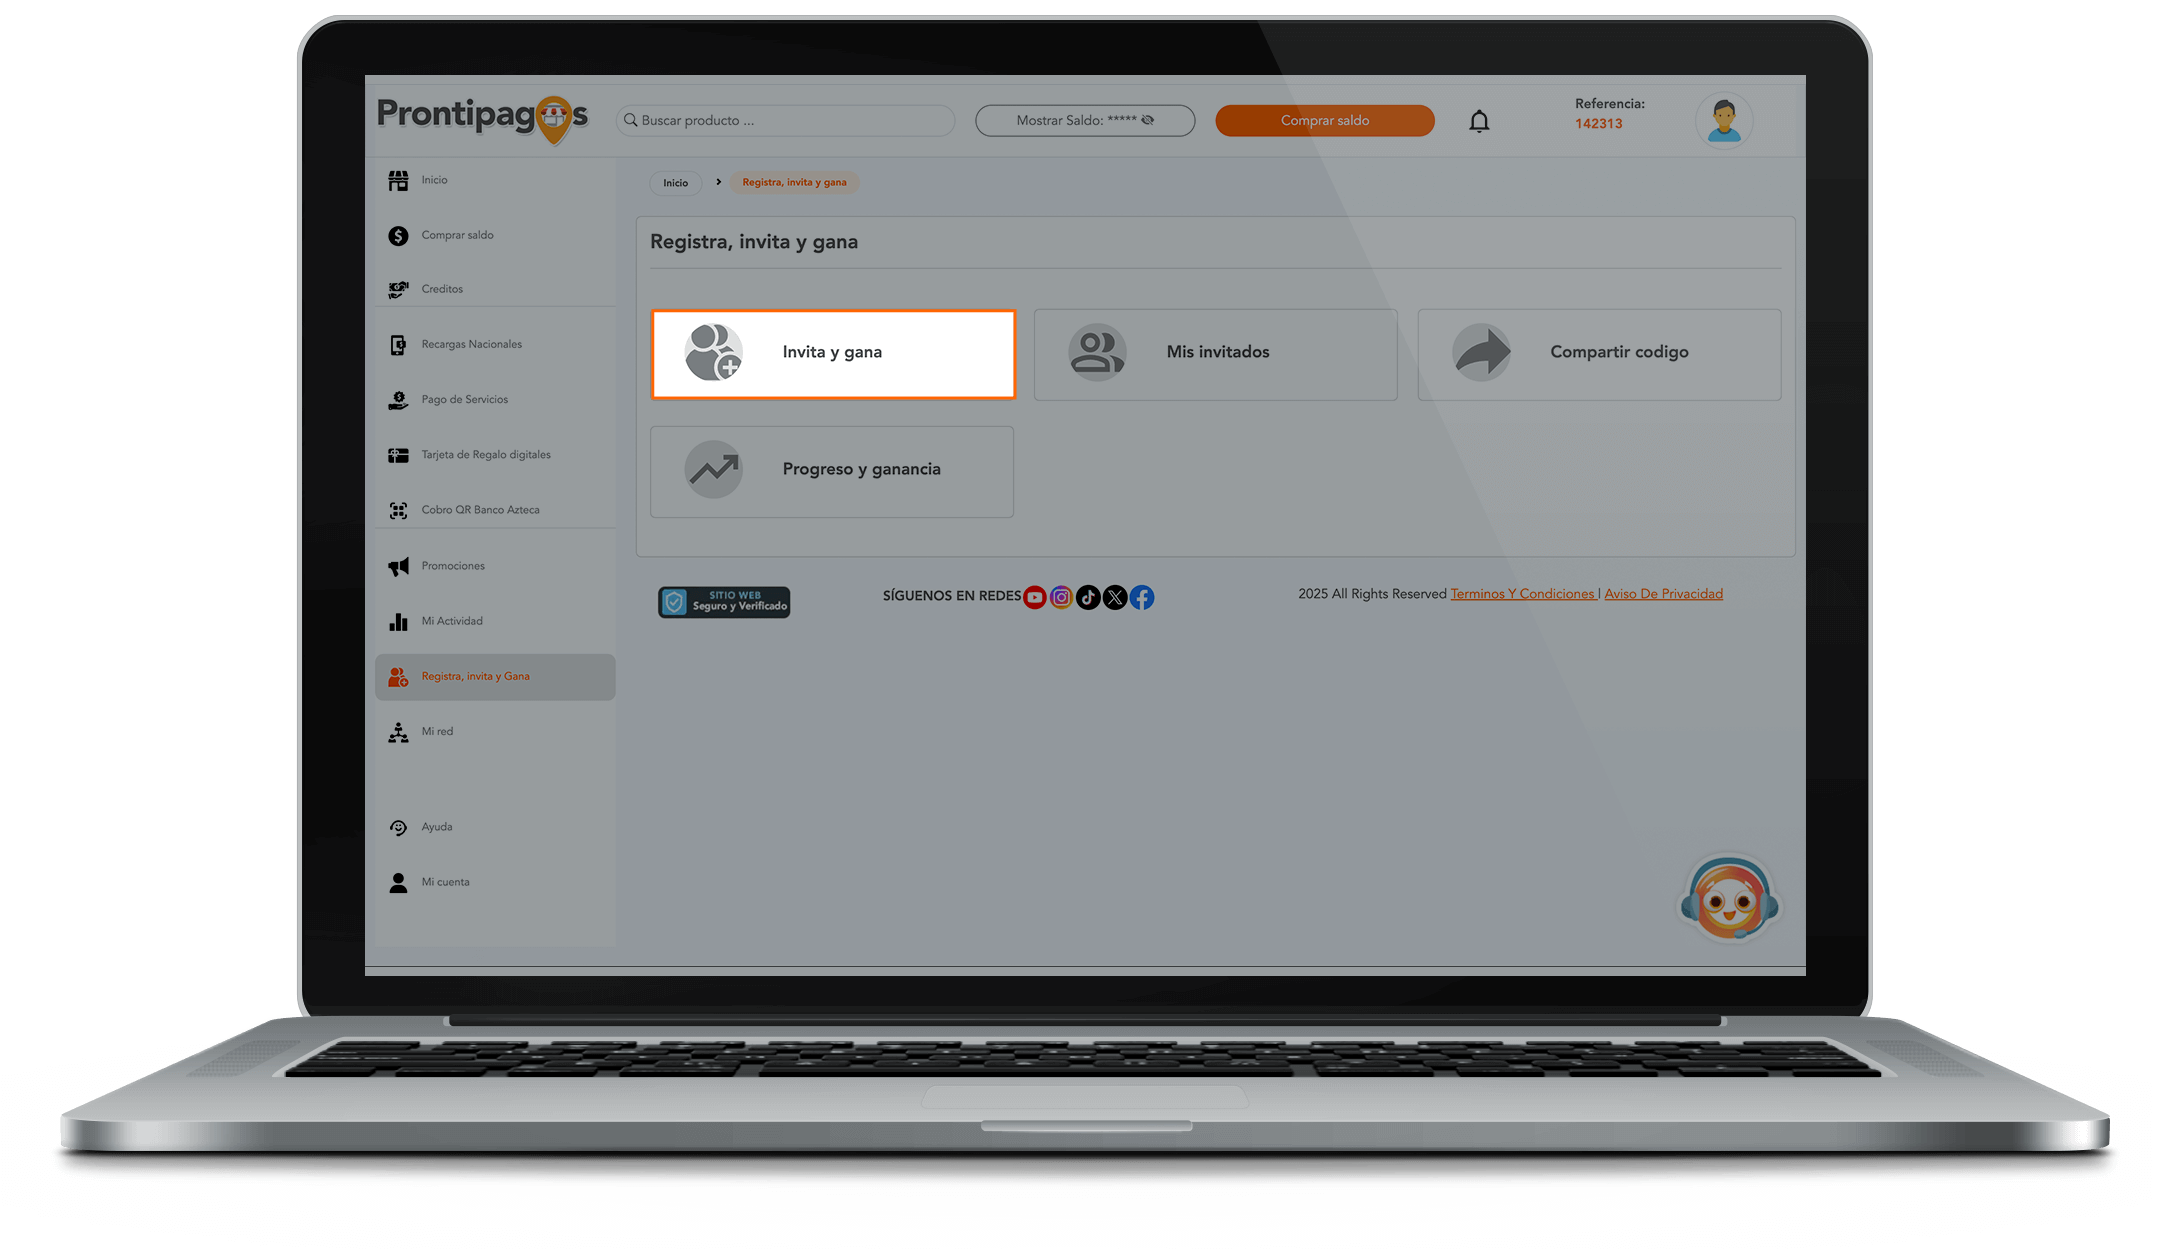 Prontipagos
Buscar producto ...
Mostrar Saldo: *****
Comprar saldo
Referencia:
142313
Inicio
Comprar saldo
Creditos
Recargas Nacionales
Pago de Servicios
Tarjeta de Regalo digitales
Cobro QR Banco Azteca
Promociones
Mi Actividad
Registra, invita y Gana
Mi red
Ayuda
Mi cuenta
Inicio > Registra, invita y gana
Registra, invita y gana
Invita y gana
Mis invitados
Compartir codigo
Progreso y ganancia
SITIO WEB
Seguro y Verificado
SÍGUENOS EN REDES
2025 All Rights Reserved Terminos Y Condiciones | Aviso De Privacidad